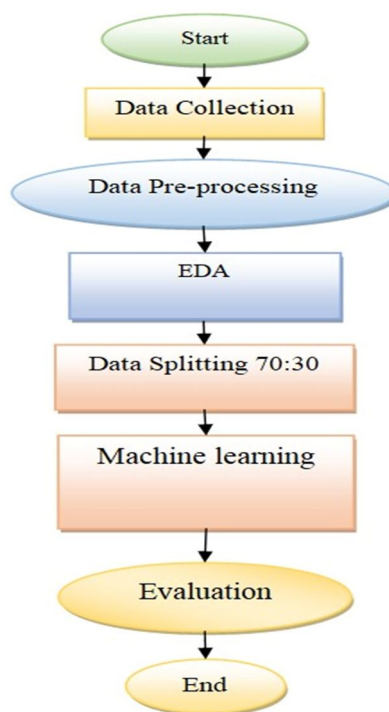 Start
Data Collection
Data Pre-processing
EDA
Data Splitting 70:30
Machine learning
Evaluation
End